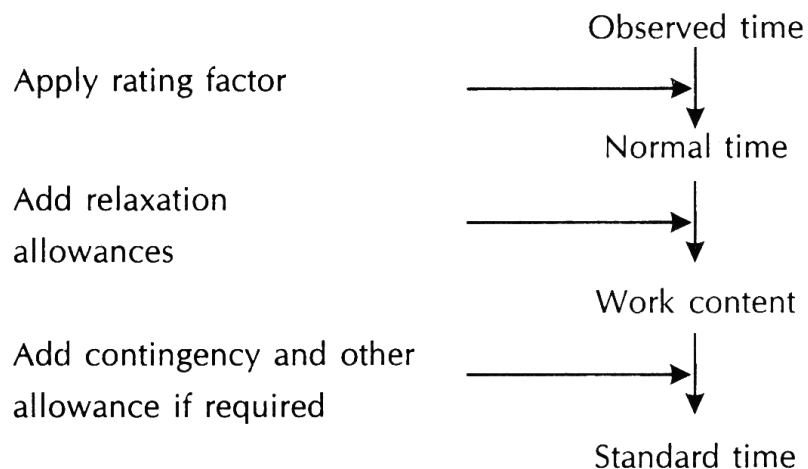 Observed time
Apply rating factor
Normal time
Add relaxation
allowances
Work content
Add contingency and other
allowance if required
Standard time